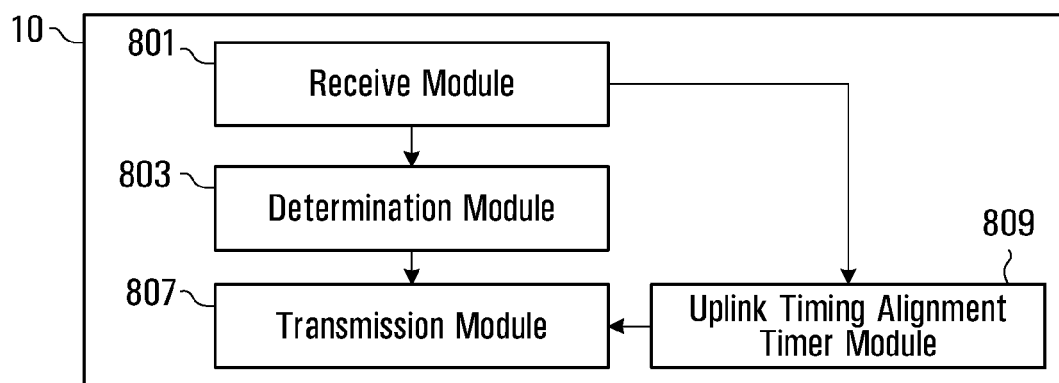 10
801
Receive Module
803
Determination Module
809
807
Transmission Module
Uplink Timing Alignment
Timer Module